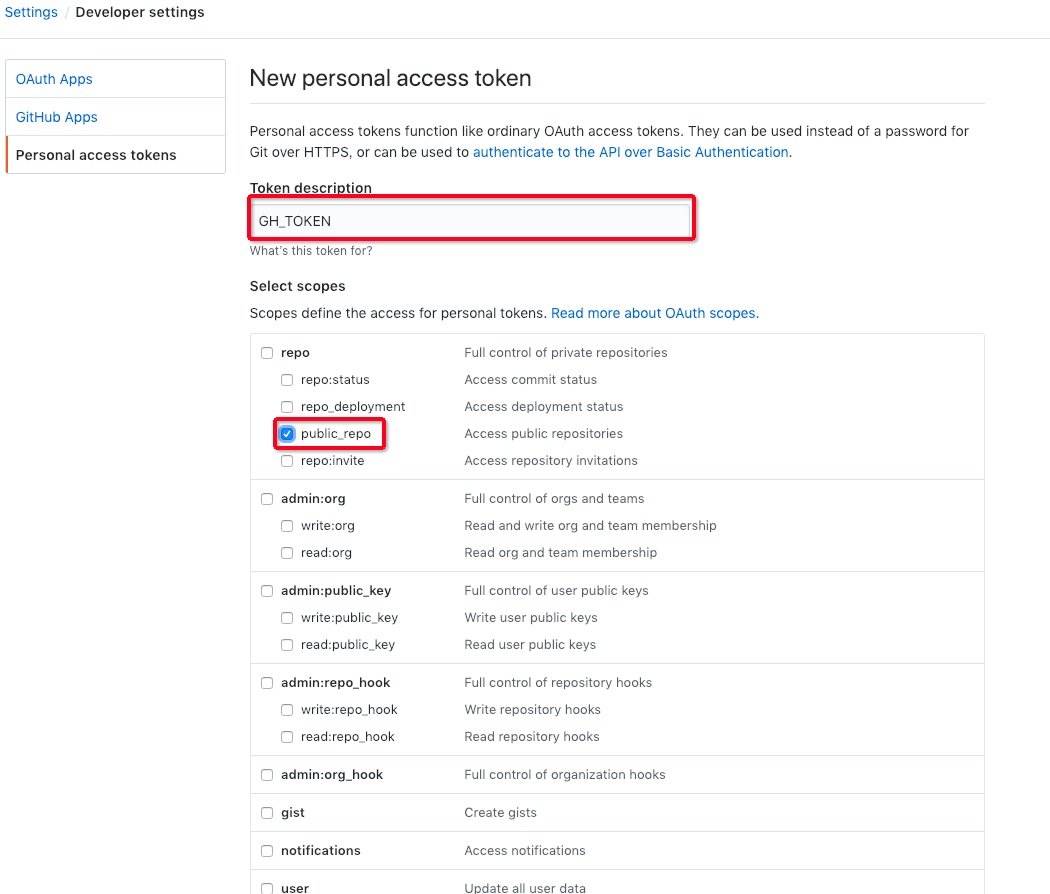 Settings / Developer settings
OAuth Apps
GitHub Apps
Personal access tokens
New personal access token
Personal access tokens function like ordinary OAuth access tokens. They can be used instead of a password for
Git over HTTPS, or can be used to authenticate to the API over Basic Authentication.
Token description
GH_TOKEN
What's this token for?
Select scopes
Scopes define the access for personal tokens. Read more about OAuth scopes.
repo Full control of private repositories
repo:status Access commit status
repo_deployment Access deployment status
public_repo Access public repositories
repo:invite Access repository invitations
admin:org Full control of orgs and teams
write:org Read and write org and team membership
read:org Read org and team membership
admin:public_key Full control of user public keys
write:public_key Write user public keys
read:public_key Read user public keys
admin:repo_hook Full control of repository hooks
write:repo_hook Write repository hooks
read:repo_hook Read repository hooks
admin:org_hook Full control of organization hooks
gist Create gists
notifications Access notifications
user Update all user data